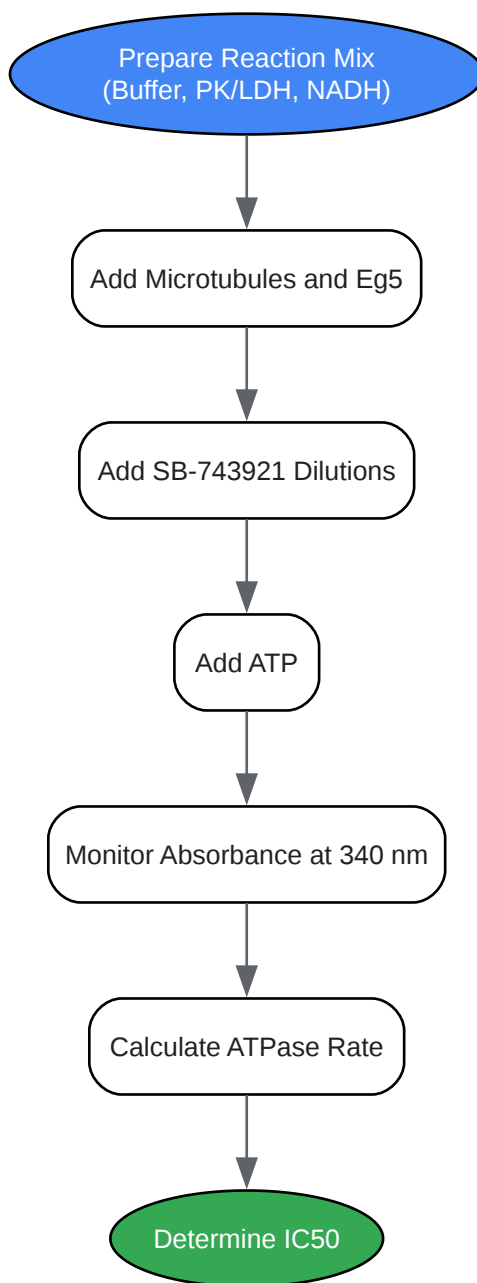 Prepare Reaction Mix
(Buffer, PK/LDH, NADH)
Add Microtubules and Eg5
Add SB-743921 Dilutions
Add ATP
Monitor Absorbance at 340 nm
Calculate ATPase Rate
Determine IC50